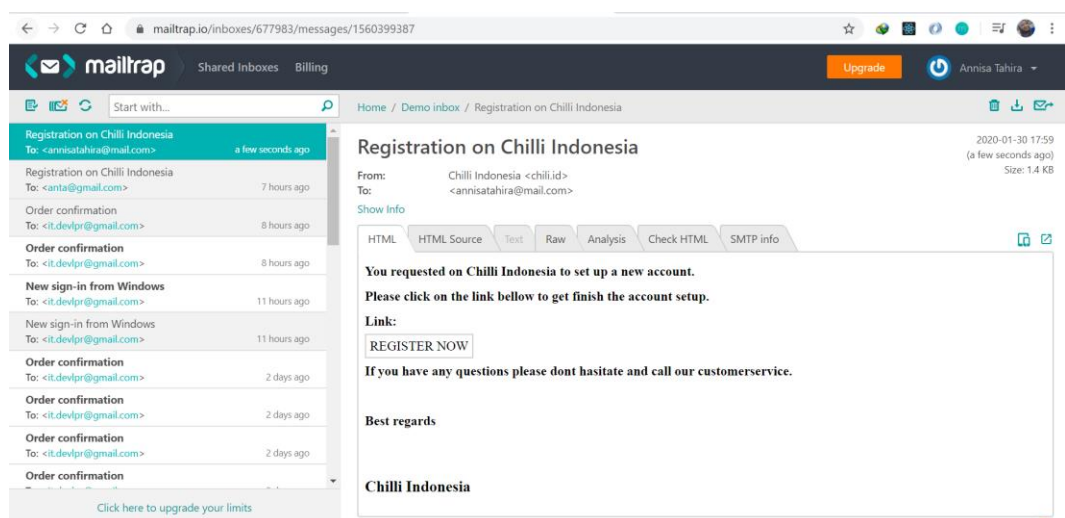 mailtrap.io/inboxes/677983/messages/1560399387
mailtrap
Shared Inboxes Billing
Upgrade
Annisa Tahira
Start with...
Home / Demo inbox / Registration on Chilli Indonesia
Registration on Chilli Indonesia
To: <annisatahira@mail.com> a few seconds ago
Registration on Chilli Indonesia
To: <anta@gmail.com> 7 hours ago
Order confirmation
To: <it.devlpr@gmail.com> 8 hours ago
Order confirmation
To: <it.devlpr@gmail.com> 8 hours ago
New sign-in from Windows
To: <it.devlpr@gmail.com> 11 hours ago
New sign-in from Windows
To: <it.devlpr@gmail.com> 11 hours ago
Order confirmation
To: <it.devlpr@gmail.com> 2 days ago
Order confirmation
To: <it.devlpr@gmail.com> 2 days ago
Order confirmation
To: <it.devlpr@gmail.com> 2 days ago
Order confirmation
Click here to upgrade your limits
Registration on Chilli Indonesia
2020-01-30 17:59
(a few seconds ago)
Size: 1.4 KB
From: Chilli Indonesia <chili.id>
To: <annisatahira@mail.com>
Show Info
HTML HTML Source Text Raw Analysis Check HTML SMTP info
You requested on Chilli Indonesia to set up a new account.
Please click on the link bellow to get finish the account setup.
Link:
REGISTER NOW
If you have any questions please dont hasitate and call our customerservice.
Best regards
Chilli Indonesia